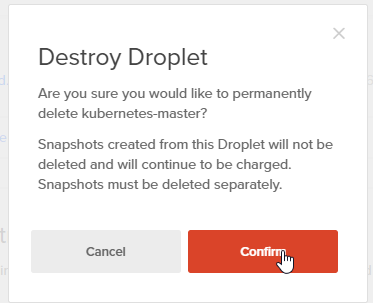 Destroy Droplet
Are you sure you would like to permanently
delete kubernetes-master?
Snapshots created from this Droplet will not be
deleted and will continue to be charged.
Snapshots must be deleted separately.
Cancel
Confirm